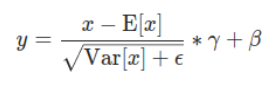 y = \frac{x - \mathrm{E}[x]}{\sqrt{\mathrm{Var}[x] + \epsilon}} * \gamma + \beta